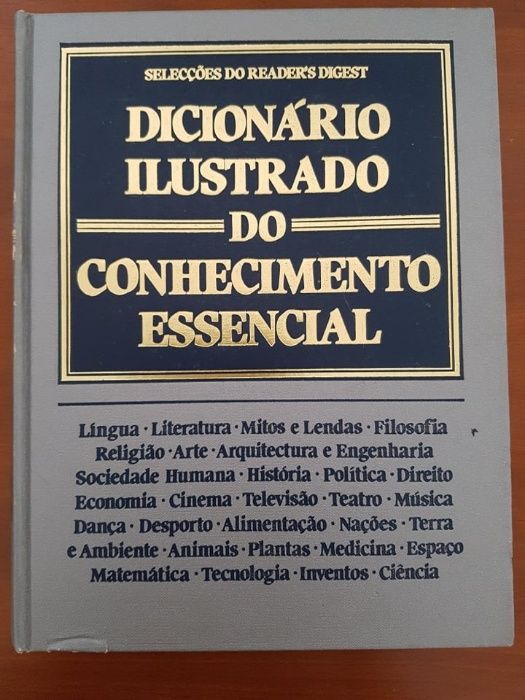 SELECÇÕES DO READER'S DIGEST
DICIONÁRIO
ILUSTRADO
DO
CONHECIMENTO
ESSENCIAL
Língua · Literatura · Mitos e Lendas · Filosofia
Religião · Arte · Arquitectura e Engenharia
Sociedade Humana · História · Política · Direito
Economia · Cinema · Televisão · Teatro · Música
Dança · Desporto · Alimentação · Nações · Terra
e Ambiente · Animais · Plantas · Medicina · Espaço
Matemática · Tecnologia · Inventos · Ciência